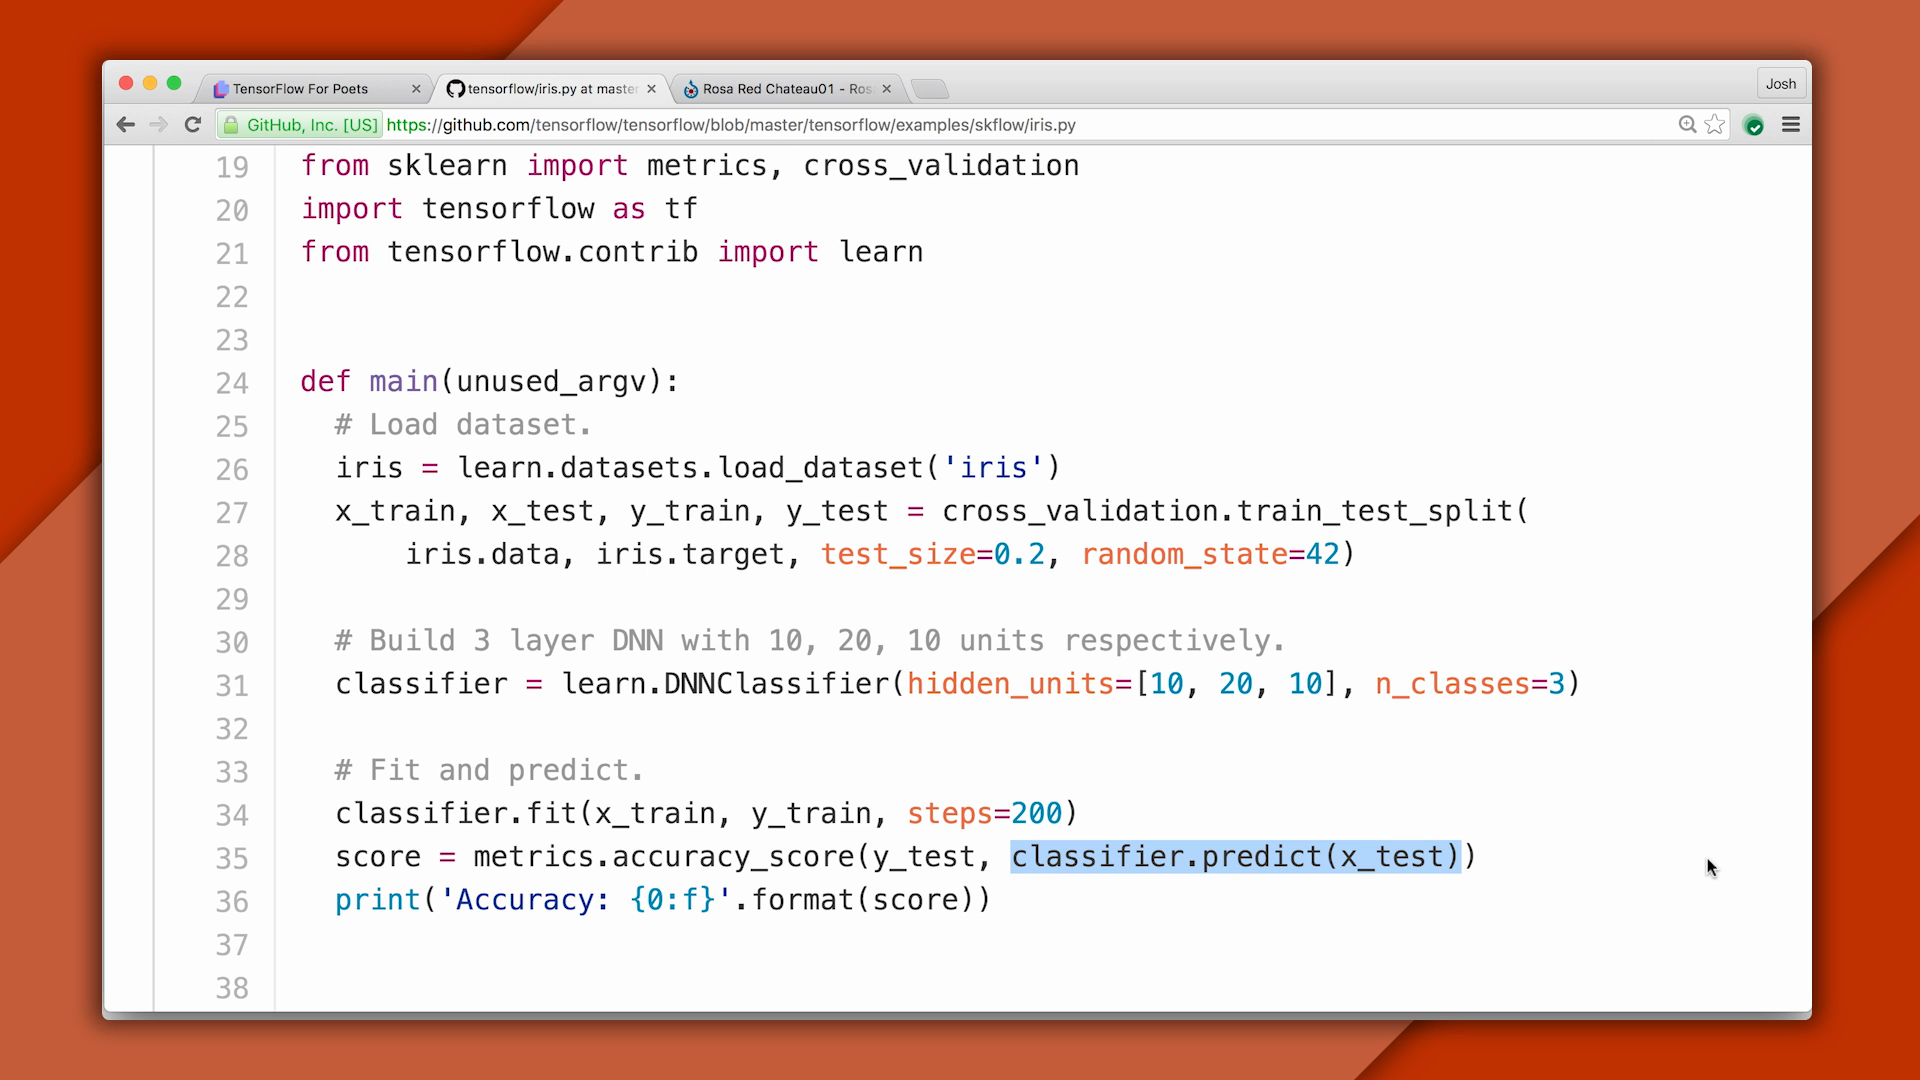 TensorFlow For Poets
tensorflow/iris.py at master
Rosa Red Chateau01 - Ros
Josh
GitHub, Inc. [US] https://github.com/tensorflow/tensorflow/blob/master/tensorflow/examples/skflow/iris.py
19 from sklearn import metrics, cross_validation
20 import tensorflow as tf
21 from tensorflow.contrib import learn
22
23
24 def main(unused_argv):
25   # Load dataset.
26   iris = learn.datasets.load_dataset('iris')
27   x_train, x_test, y_train, y_test = cross_validation.train_test_split(
28       iris.data, iris.target, test_size=0.2, random_state=42)
29
30   # Build 3 layer DNN with 10, 20, 10 units respectively.
31   classifier = learn.DNNClassifier(hidden_units=[10, 20, 10], n_classes=3)
32
33   # Fit and predict.
34   classifier.fit(x_train, y_train, steps=200)
35   score = metrics.accuracy_score(y_test, classifier.predict(x_test))
36   print('Accuracy: {0:f}'.format(score))
37
38